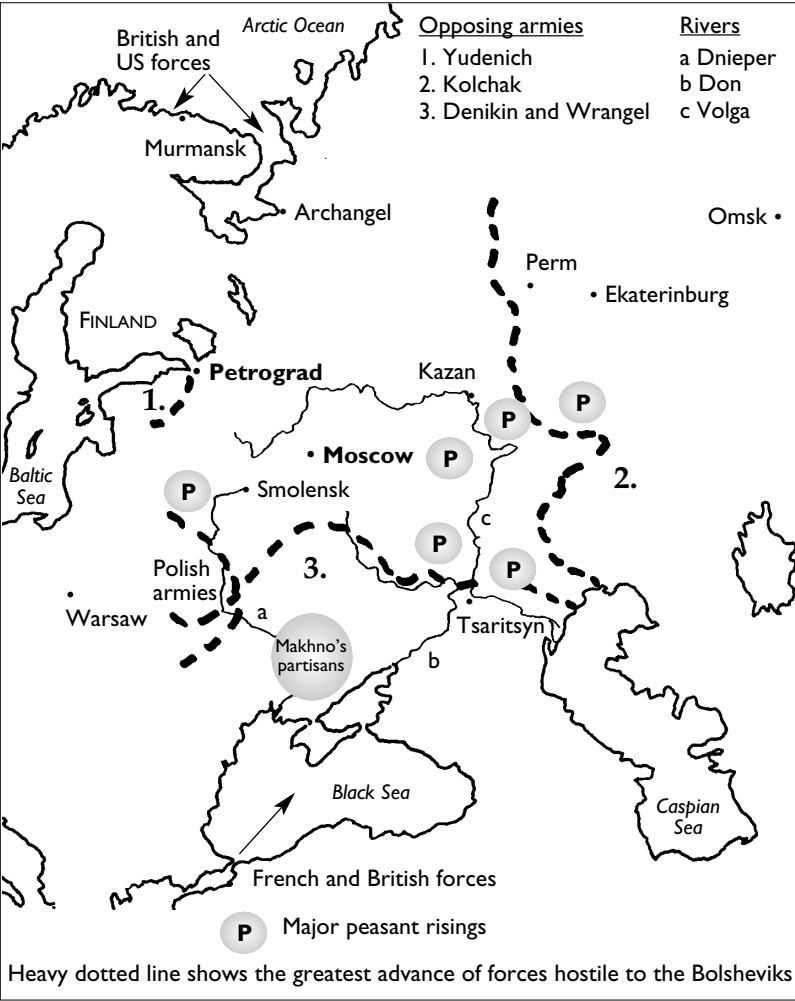 Arctic Ocean
British and
US forces
Opposing armies
1. Yudenich
2. Kolchak
3. Denikin and Wrangel
Rivers
a Dnieper
b Don
c Volga
Murmansk
Archangel
Omsk
Perm
Ekaterinburg
FINLAND
Petrograd
Kazan
1.
P
P
Moscow
P
2.
Baltic
Sea
P
Smolensk
c
P
3.
P
Polish
armies
Warsaw
a
Tsaritsyn
Makhno's
partisans
b
Black Sea
Caspian
Sea
French and British forces
P
Major peasant risings
Heavy dotted line shows the greatest advance of forces hostile to the Bolsheviks